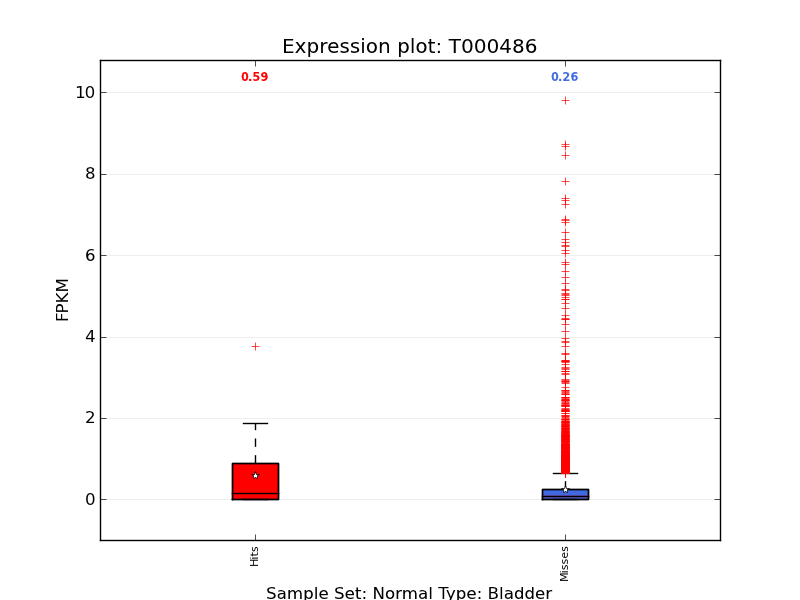 Expression plot: T000486
0.59
0.26
10
8
6
4
2
0
FPKM
Hits
Misses
Sample Set: Normal Type: Bladder